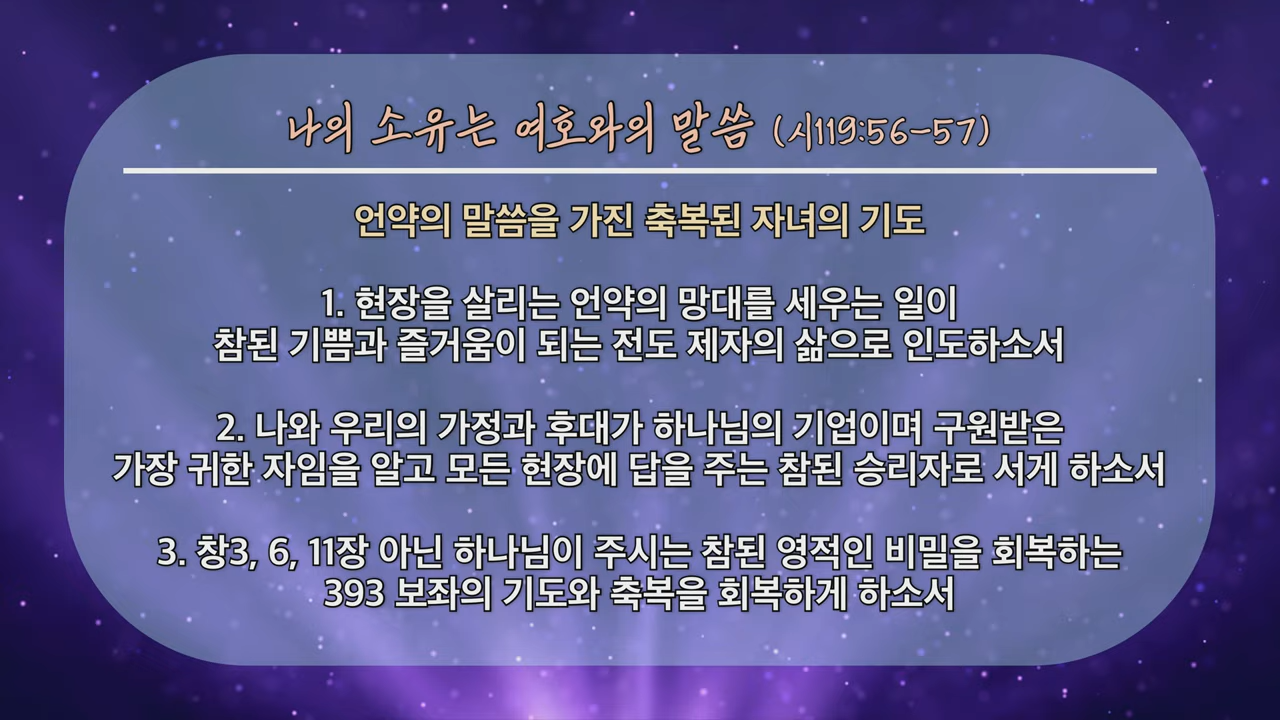 나의 소유는 여호와의 말씀 (시119:56-57)
언약의 말씀을 가진 축복된 자녀의 기도
1. 현장을 살리는 언약의 망대를 세우는 일이
참된 기쁨과 즐거움이 되는 전도 제자의 삶으로 인도하소서
2. 나와 우리의 가정과 후대가 하나님의 기업이며 구원받은
가장 귀한 자임을 알고 모든 현장에 답을 주는 참된 승리자로 서게 하소서
3. 창3, 6, 11장 아닌 하나님이 주시는 참된 영적인 비밀을 회복하는
393 보좌의 기도와 축복을 회복하게 하소서